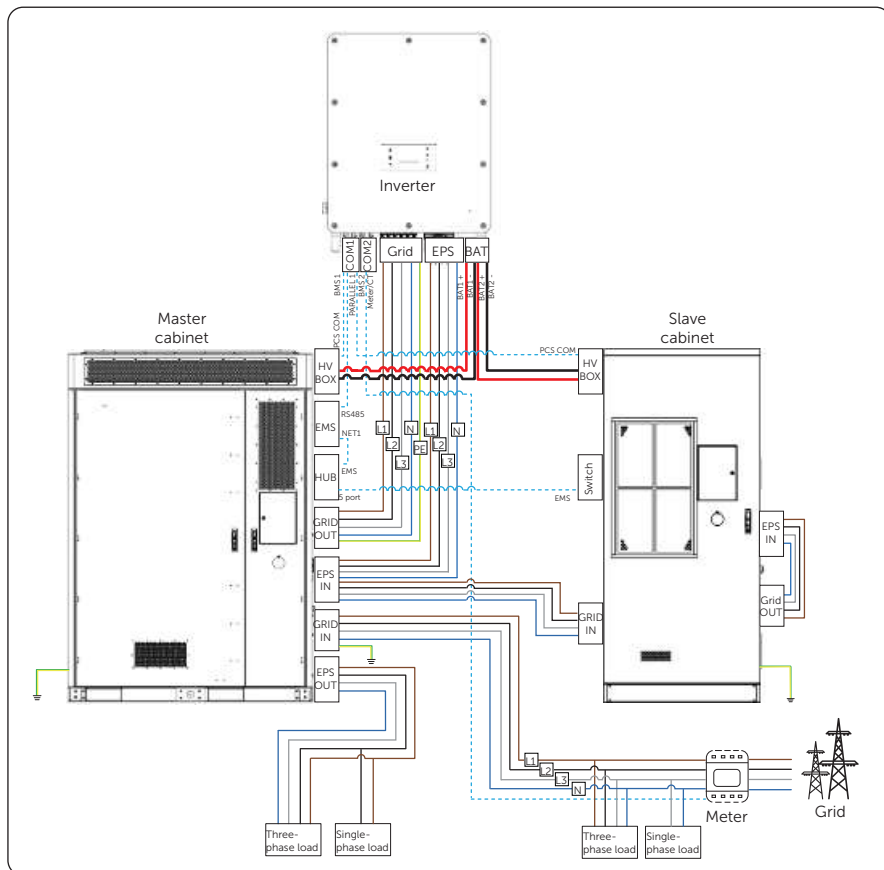 Inverter
COM1
COM2
Grid
EPS
BAT
BMS 1
PARALLEL 1
BMS 2
Meter/CT
BAT1 +
BAT1 -
BAT2 +
BAT2 -
Master
cabinet
Slave
cabinet
PCS COM
HV
BOX
PCS COM
HV
BOX
EMS
RS485
NET1
L1
L2
L3
N
PE
L1
L2
L3
N
HUB
EMS
S port
EMS
Switch
GRID
OUT
EPS
IN
EPS
IN
GRID
IN
GRID
IN
Grid
OUT
EPS
OUT
L1
L2
L3
N
Meter
Grid
Three-
phase load
Single-
phase load
Three-
phase load
Single-
phase load